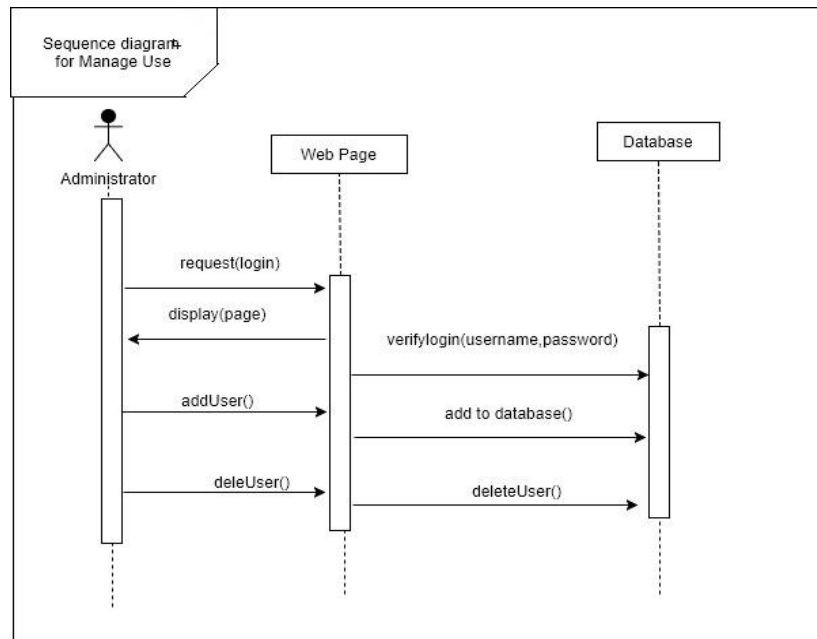 Sequence diagram
for Manage Use
Administrator
Web Page
Database
request(login)
display(page)
verifylogin(username,password)
addUser()
add to database()
deleUser()
deleteUser()